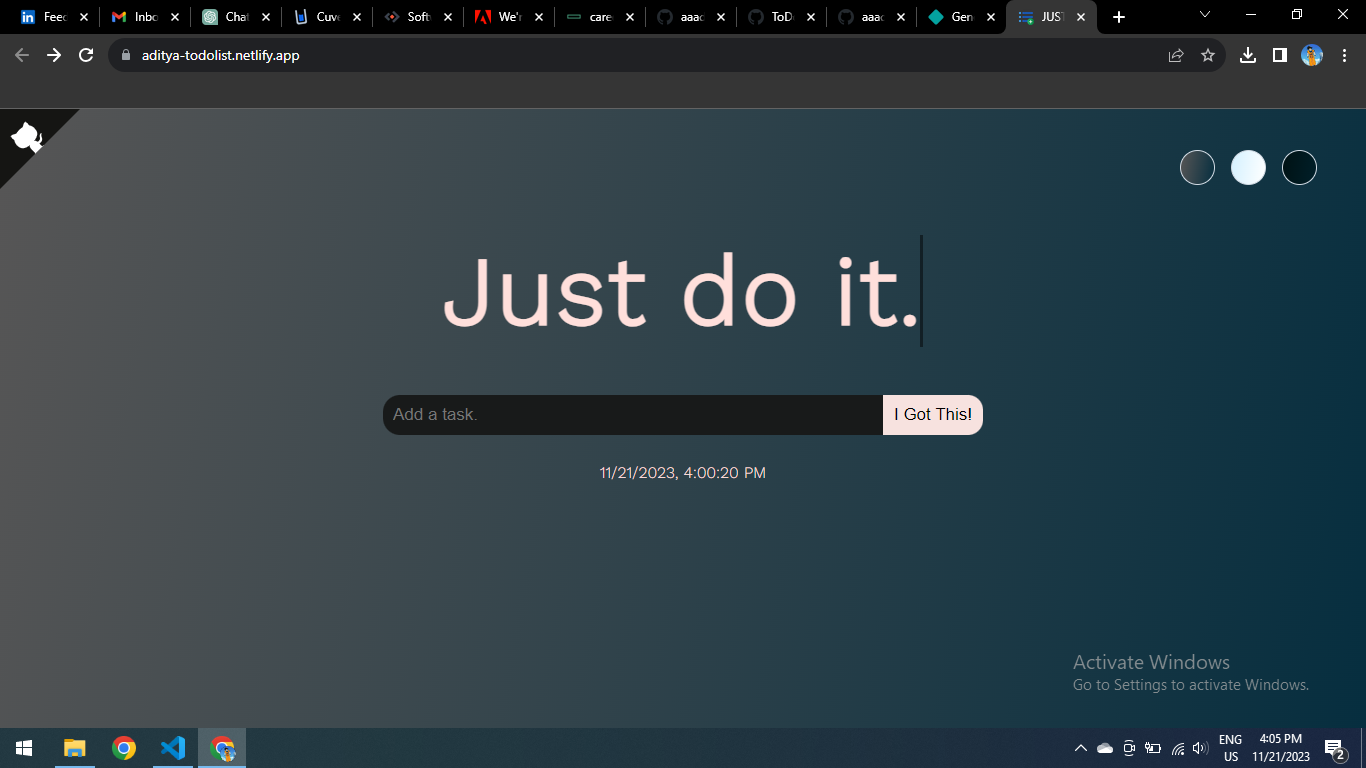 Feec
Inbo
Chat
Cuve
Soft
We'r
care
aaac
ToD
aaac
Gen
JUST
aditya-todolist.netlify.app
Just do it.
Add a task.
I Got This!
11/21/2023, 4:00:20 PM
Activate Windows
Go to Settings to activate Windows.
ENG
US
4:05 PM
11/21/2023
2